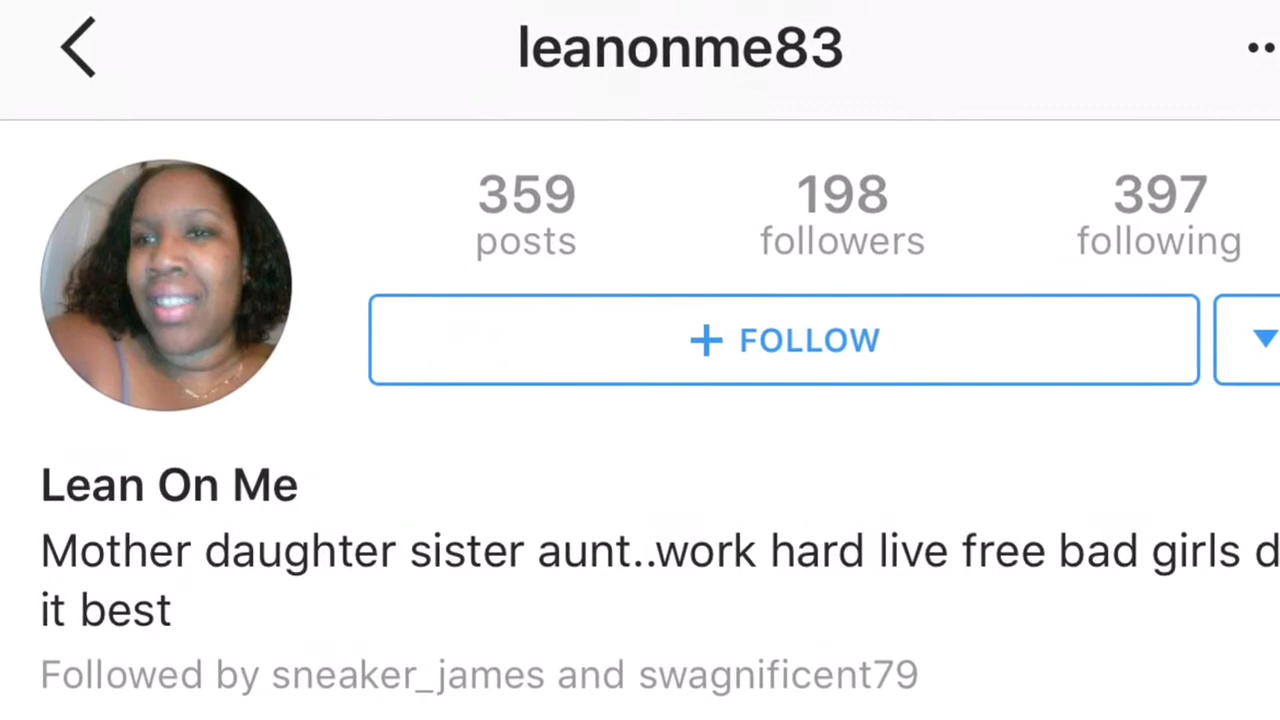 leanonme83
359 198 397
posts followers following
+ FOLLOW
Lean On Me
Mother daughter sister aunt..work hard live free bad girls d
it best
Followed by sneaker_james and swagnificent79